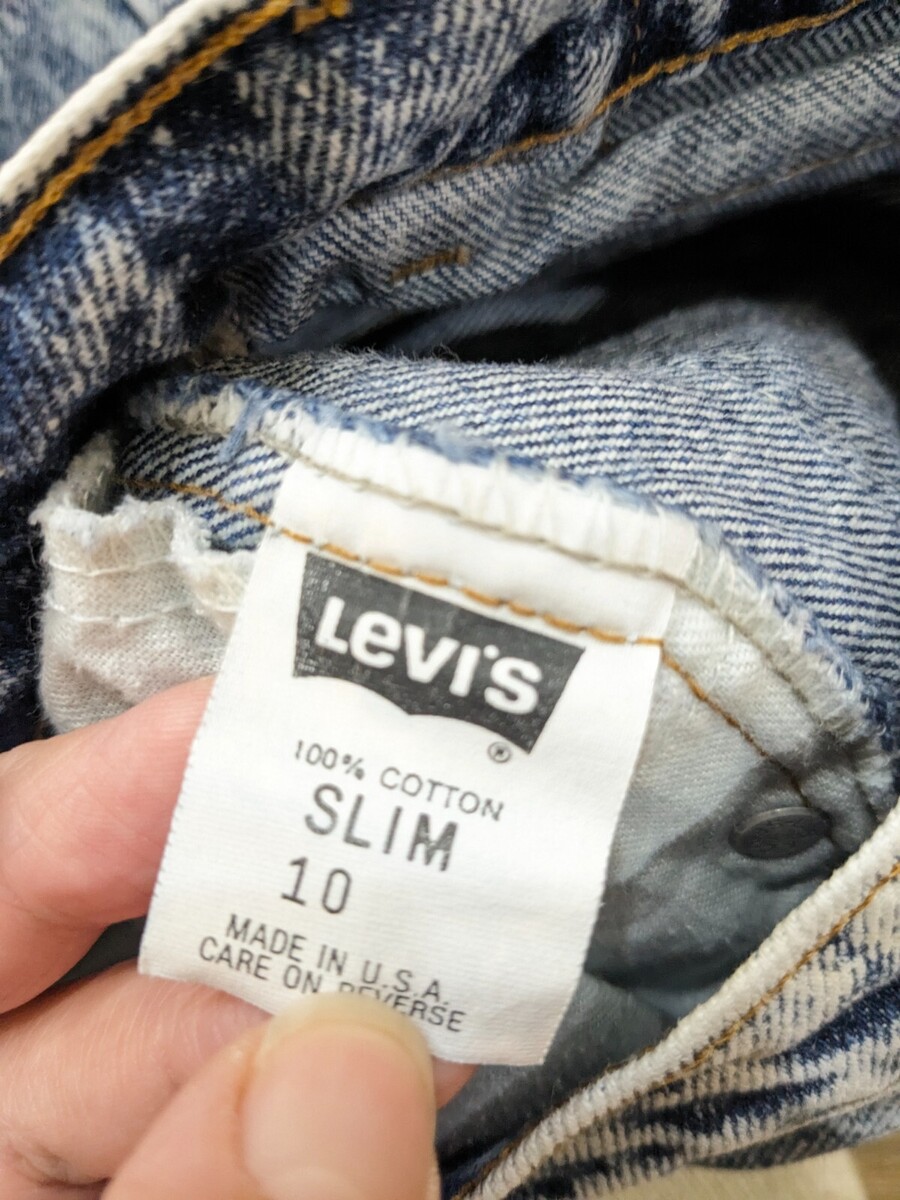 Levi's
®
100% COTTON
SLIM
10
MADE IN U.S.A.
CARE ON REVERSE